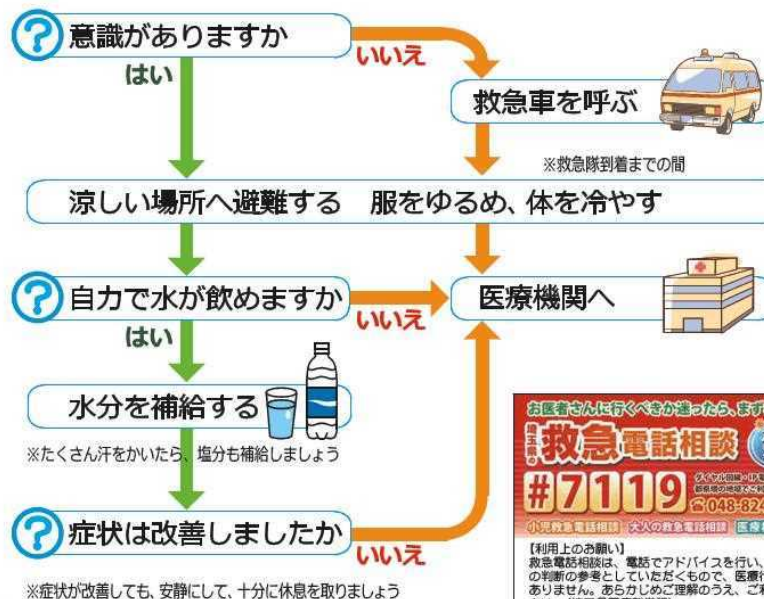 意識がありますか
いいえ
はい
救急車を呼ぶ
※救急隊到着までの間
涼しい場所へ避難する 服をゆるめ、体を冷やす
自力で水が飲めますか
いいえ
医療機関へ
はい
水分を補給する
※たくさん汗をかいたら、塩分も補給しましょう
症状は改善しましたか
いいえ
※症状が改善しても、安静にして、十分に休息を取りましょう
お医者さんに行くべきか迷ったら、まず
埼玉県の
救急電話相談
#7119
☎048-824
小児救急電話相談 大人の救急電話相談
【利用上のお願い】
救急電話相談は、電話でアドバイスを行い、
の判断の参考としていただくもので、医療行
ありません。あらかじめご理解のうえ、ご利